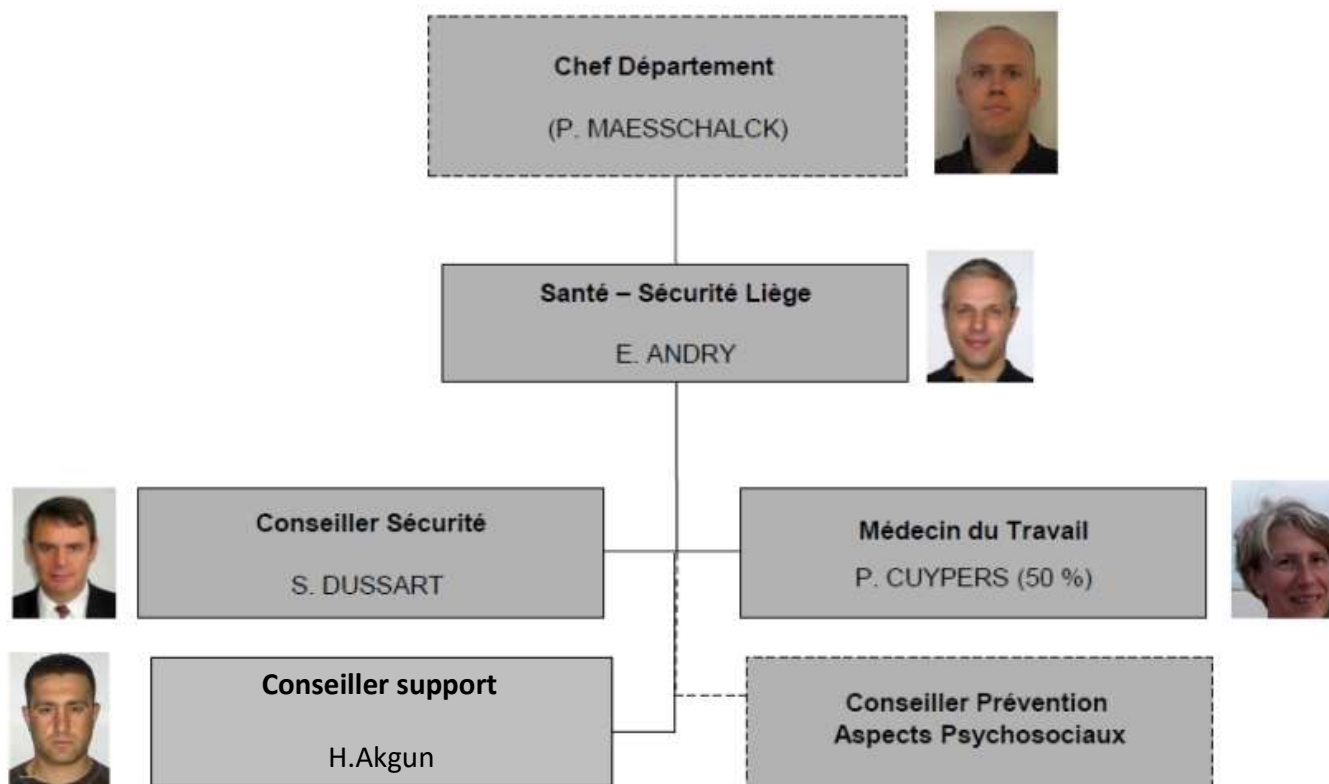 Chef Département
(P. MAESSCHALCK)
Santé – Sécurité Liège
E. ANDRY
Conseiller Sécurité
S. DUSSART
Médecin du Travail
P. CUYPERS (50 %)
Conseiller support
H.Akgun
Conseiller Prévention
Aspects Psychosociaux